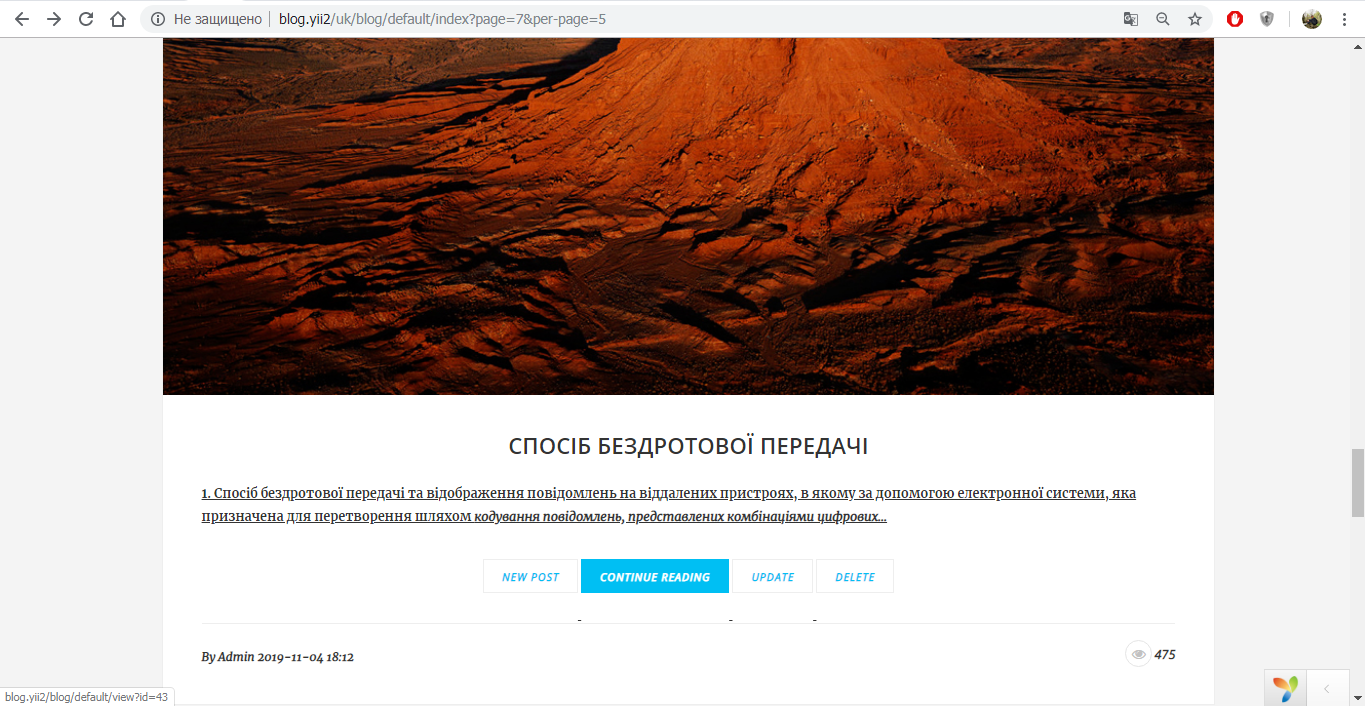 Не защищено
blog.yii2/uk/blog/default/index?page=7&per-page=5
СПОСІБ БЕЗДРОТОВОЇ ПЕРЕДАЧІ
1. Спосіб бездротової передачі та відображення повідомлень на віддалених пристроях, в якому за допомогою електронної системи, яка
призначена для перетворення шляхом кодування повідомлень, представлених комбінаціями цифрових...
NEW POST CONTINUE READING UPDATE DELETE
By Admin 2019-11-04 18:12
475
blog.yii2/blog/default/view?id=43